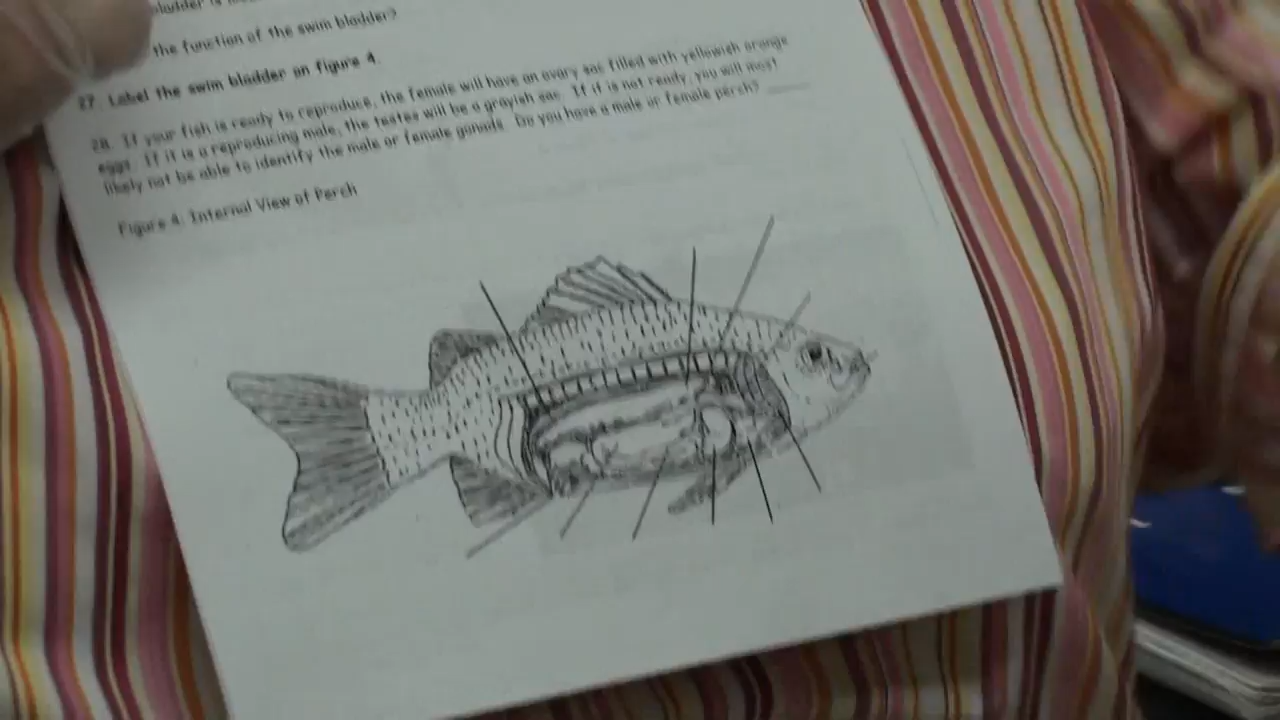 the function of the swim bladder?
27. Label the swim bladder on figure 4.
28. If your fish is ready to reproduce, the female will have an ovary sac filled with yellowish orange
eggs. If it is a reproducing male, the testes will be a grayish sac. If it is not ready, you will most
likely not be able to identify the male or female gonads. Do you have a male or female perch?
Figure 4: Internal View of Perch